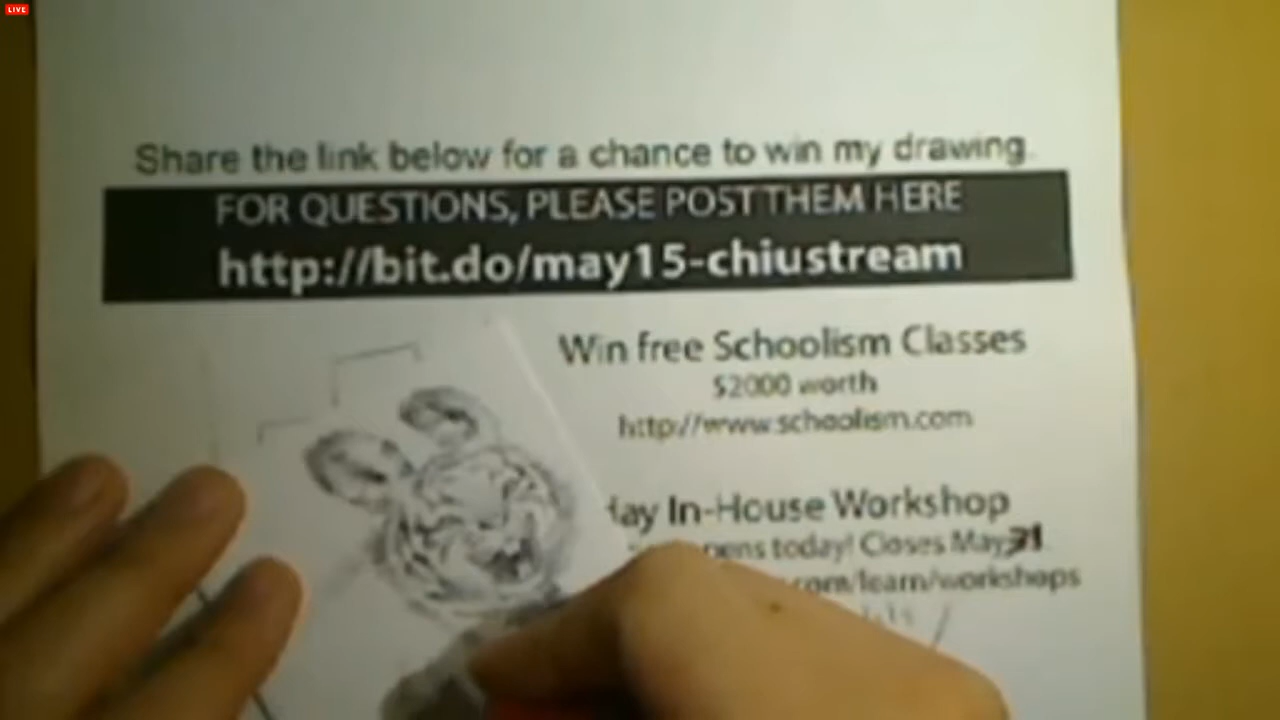 LIVE
Share the link below for a chance to win my drawing.
FOR QUESTIONS, PLEASE POST THEM HERE
http://bit.do/may15-chiustream
Win free Schoolism Classes
$2000 worth
http://www.schoolism.com
In-House Workshop
today! Closes May 31
.com/learn/workshops